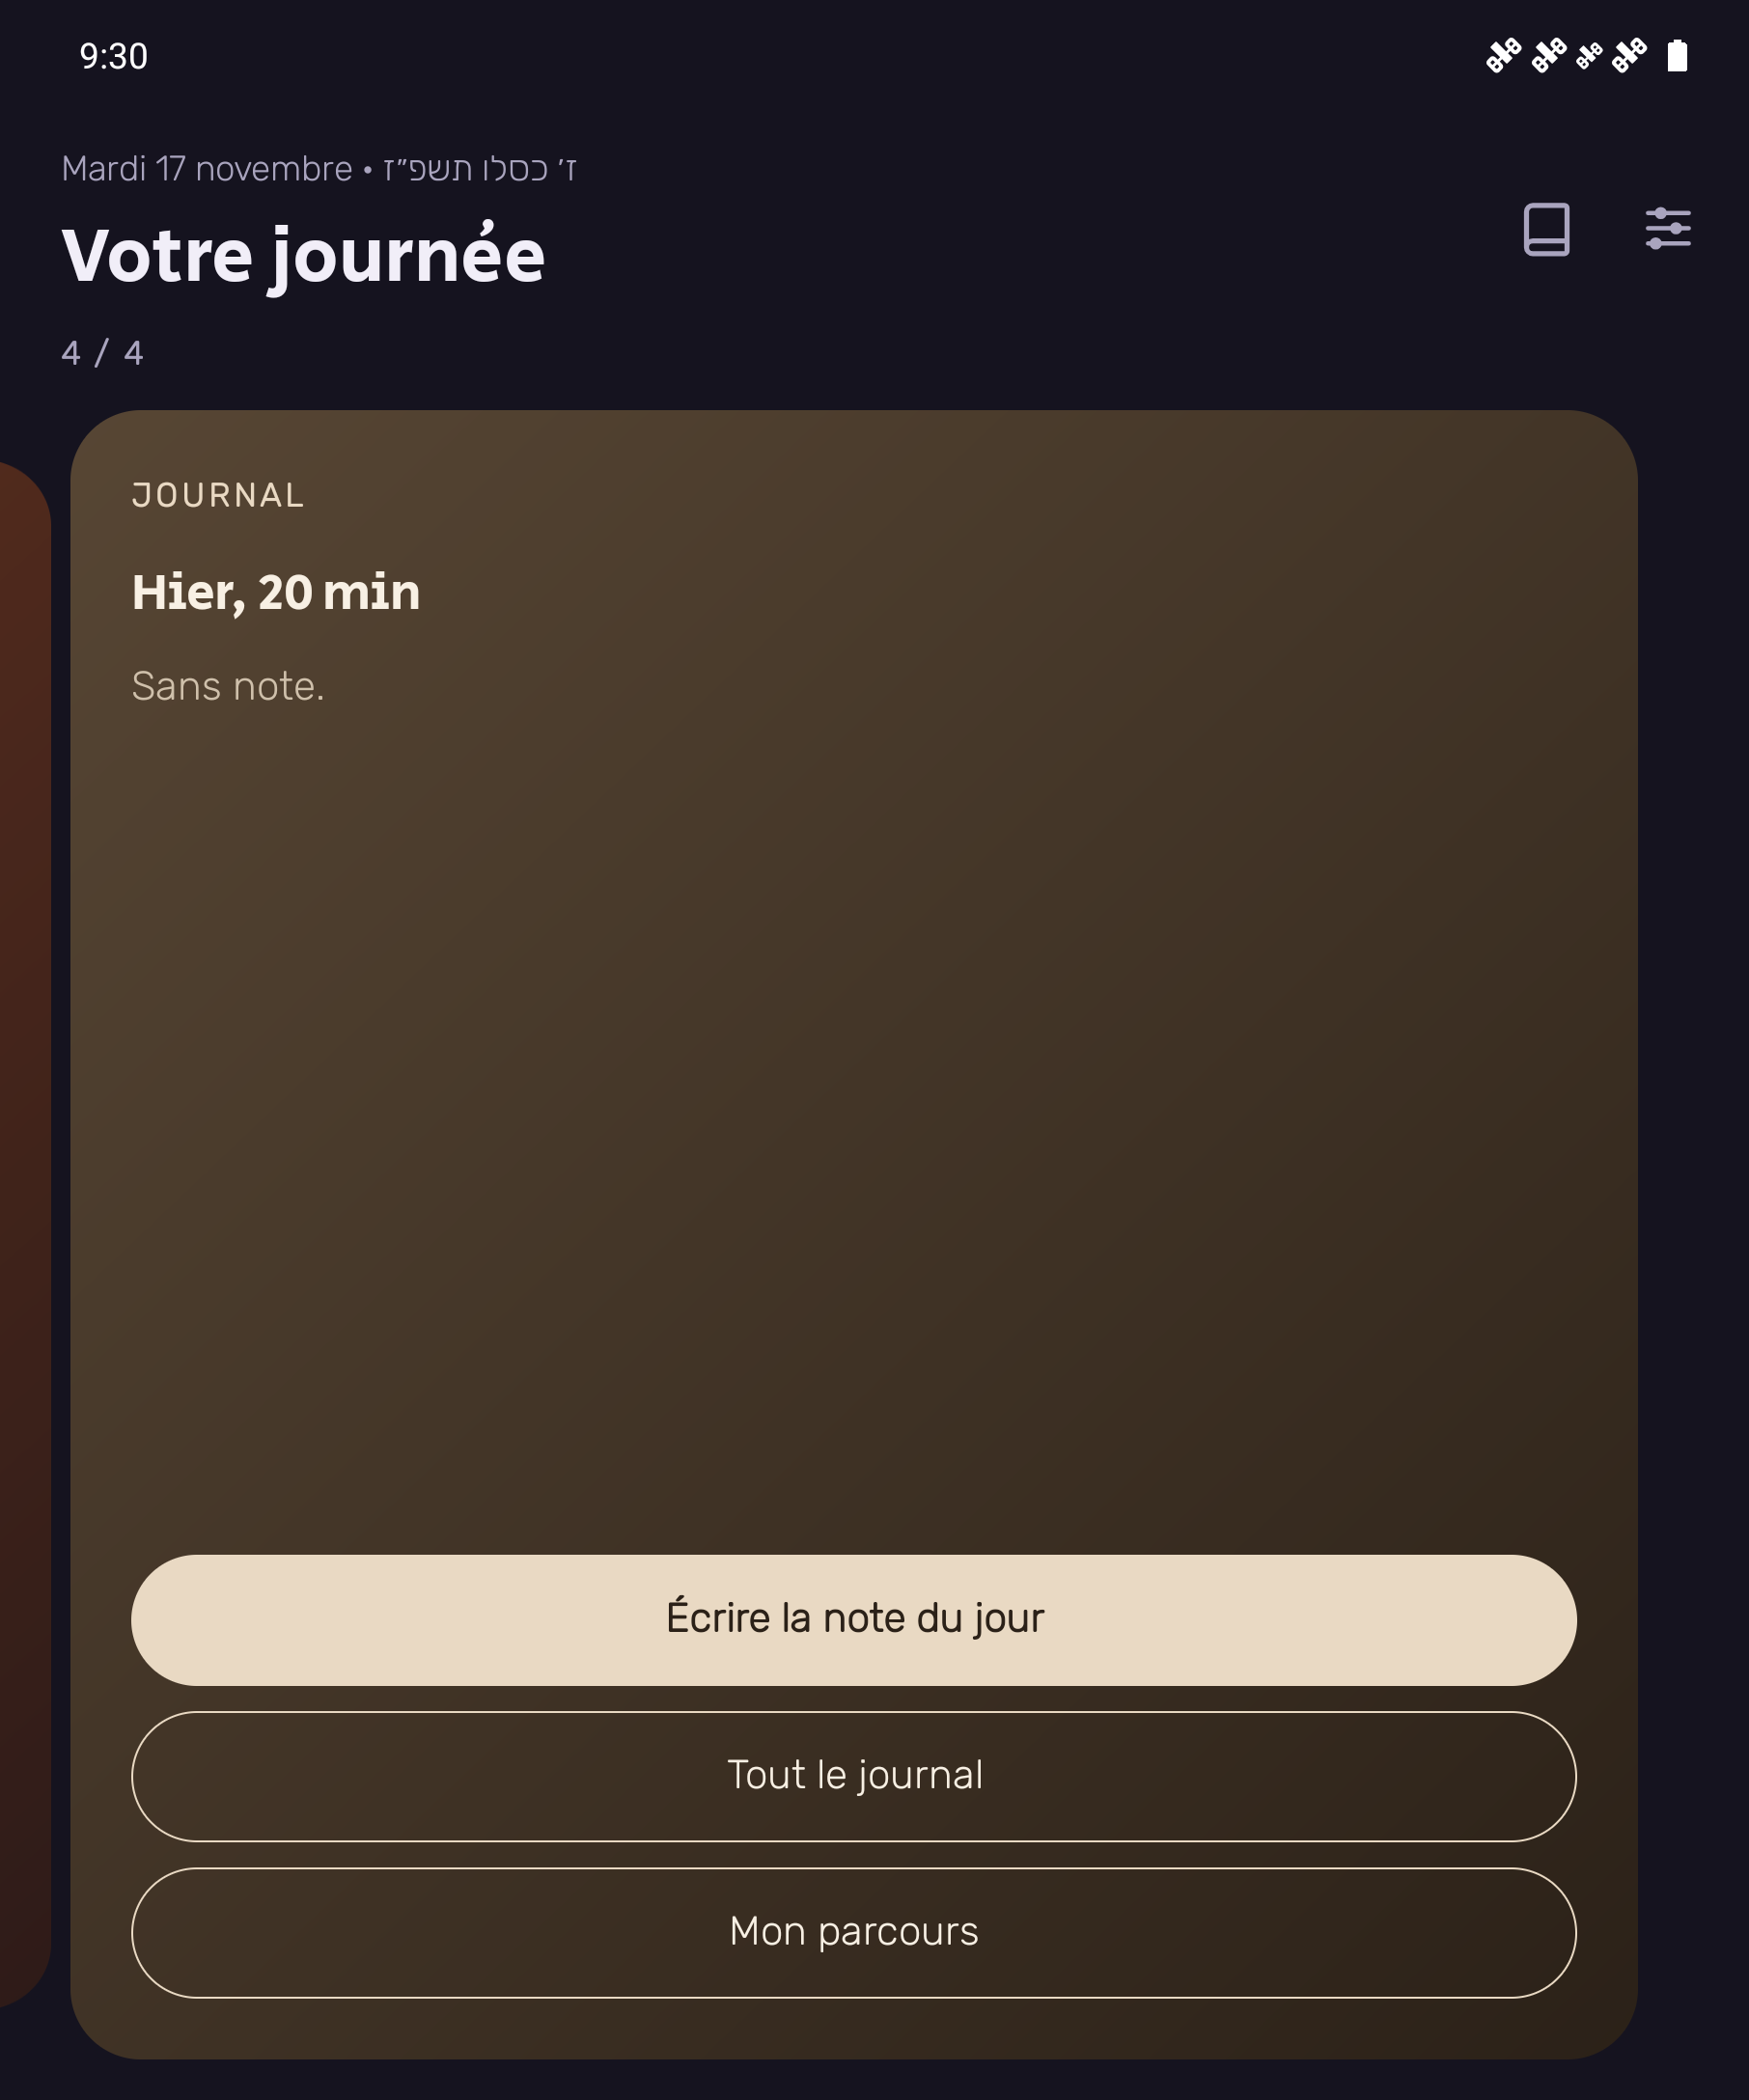 9:30
Mardi 17 novembre • ז׳ כסלו תשפ״ז
Votre journée
4 / 4
JOURNAL
Hier, 20 min
Sans note.
Écrire la note du jour
Tout le journal
Mon parcours